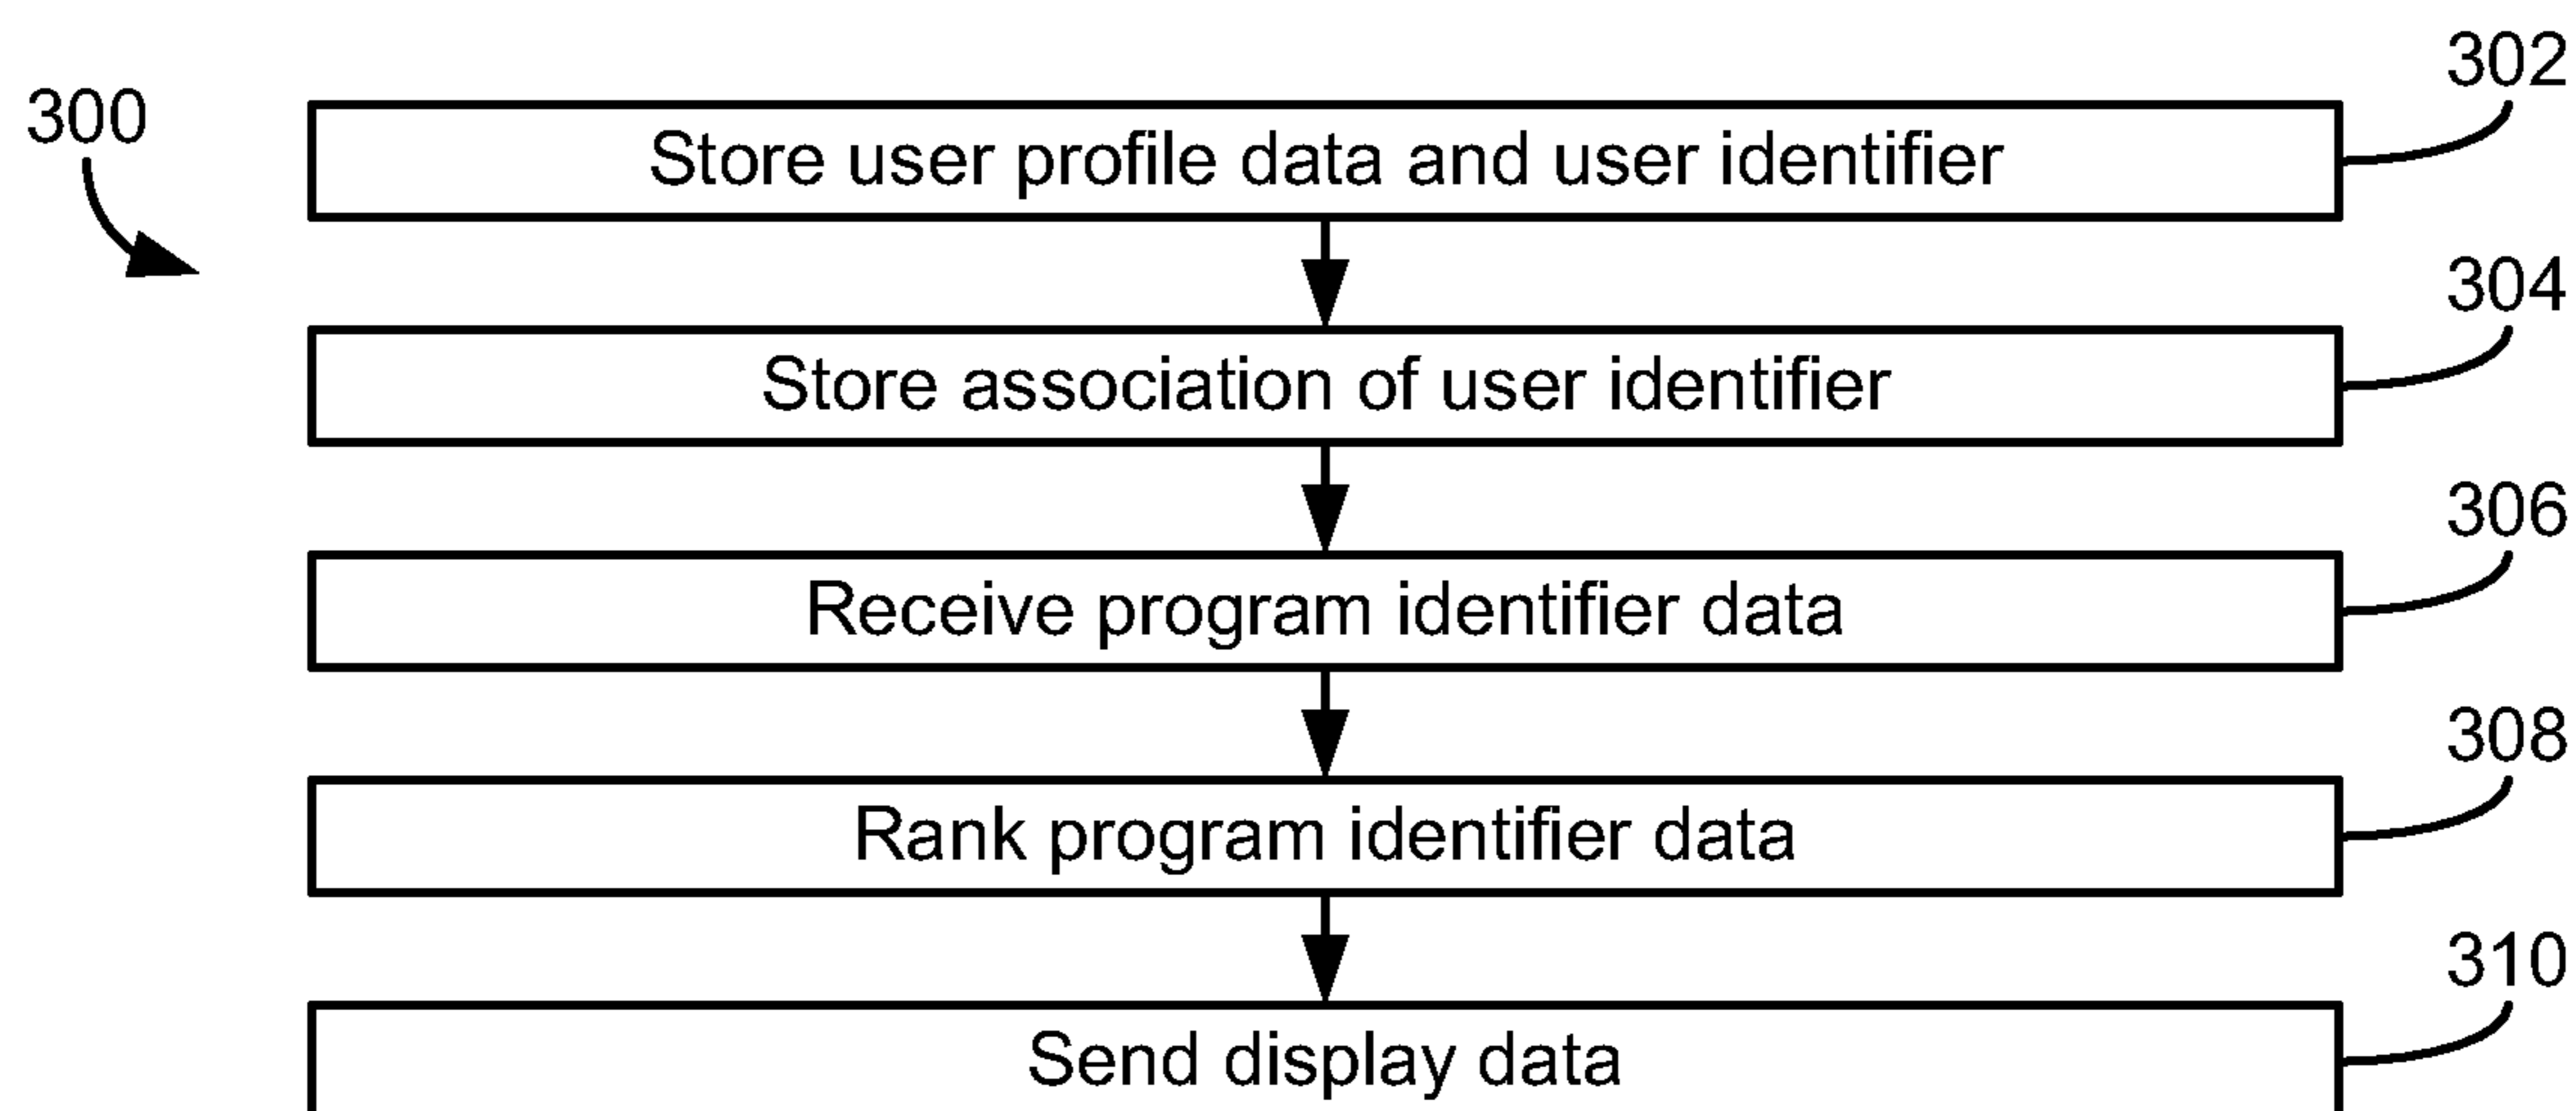 302
300
Store user profile data and user identifier
304
Store association of user identifier
306
Receive program identifier data
308
Rank program identifier data
310
Send display data